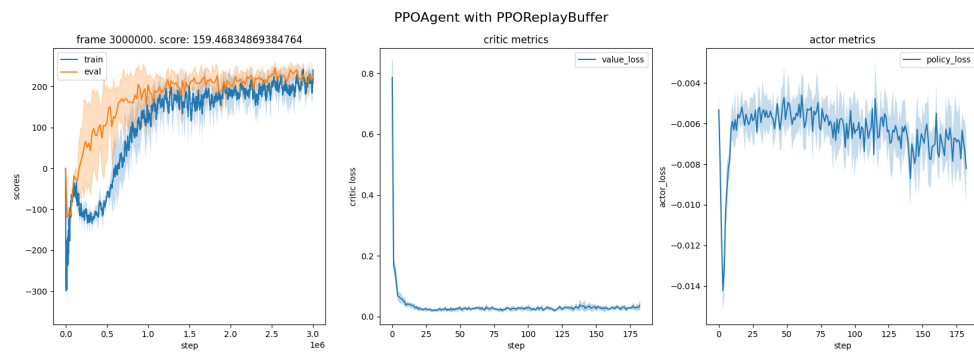 PPOAgent with PPOReplayBuffer
frame 3000000. score: 159.46834869384764
train
eval
200
100
0
−100
−200
−300
scores
0.0
0.5
1.0
1.5
2.0
2.5
3.0
1e6
step
critic metrics
value_loss
0.8
0.6
0.4
0.2
0.0
critic loss
0
25
50
75
100
125
150
175
step
actor metrics
policy_loss
−0.004
−0.006
−0.008
−0.010
−0.012
−0.014
actor_loss
0
25
50
75
100
125
150
175
step